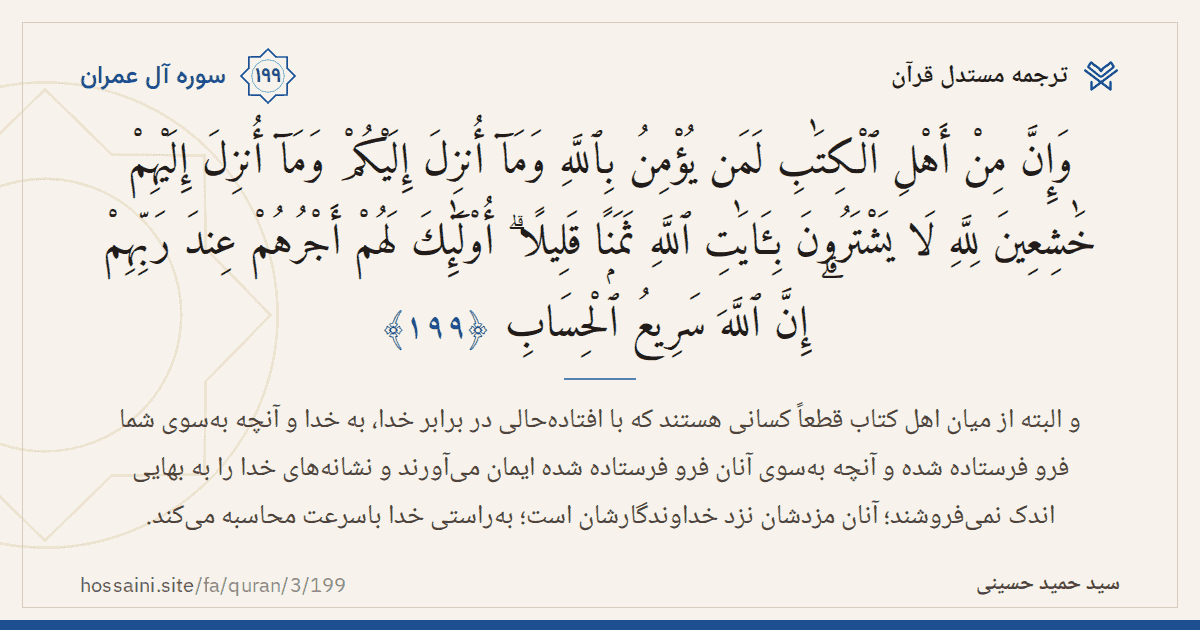 ترجمه مستدل قرآن
سوره آل عمران ۱۹۹
وَإِنَّ مِنْ أَهْلِ ٱلْكِتَٰبِ لَمَن يُؤْمِنُ بِٱللَّهِ وَمَآ أُنزِلَ إِلَيْكُمْ وَمَآ أُنزِلَ إِلَيْهِمْ
خَٰشِعِينَ لِلَّهِ لَا يَشْتَرُونَ بِـَٔايَٰتِ ٱللَّهِ ثَمَنًا قَلِيلًا ۗ أُوْلَٰٓئِكَ لَهُمْ أَجْرُهُمْ عِندَ رَبِّهِمْ ۗ
إِنَّ ٱللَّهَ سَرِيعُ ٱلْحِسَابِ ﴿۱۹۹﴾
و البته از میان اهل کتاب قطعاً کسانی هستند که با افتاده‌حالی در برابر خدا، به خدا و آنچه به‌سوی شما
فرو فرستاده شده و آنچه به‌سوی آنان فرو فرستاده شده ایمان می‌آورند و نشانه‌های خدا را به بهایی
اندک نمی‌فروشند؛ آنان مزدشان نزد خداوندگارشان است؛ به‌راستی خدا باسرعت محاسبه می‌کند.
سید حمید حسینی
hossaini.site/fa/quran/3/199